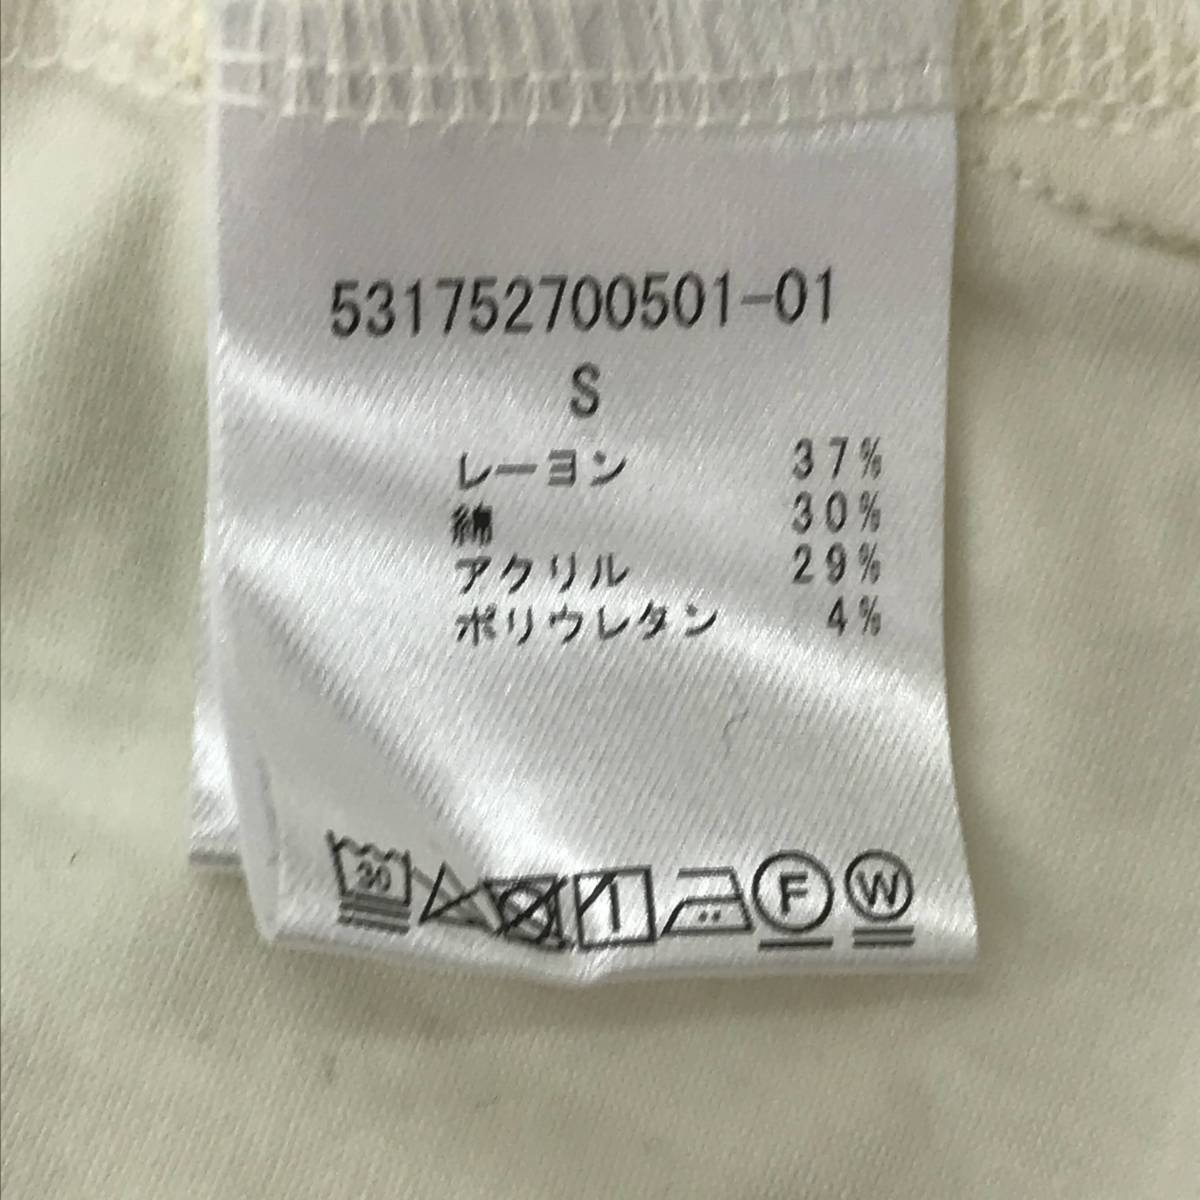 531752700501-01
S
レーヨン 37%
綿 30%
アクリル 29%
ポリウレタン 4%
30 F W